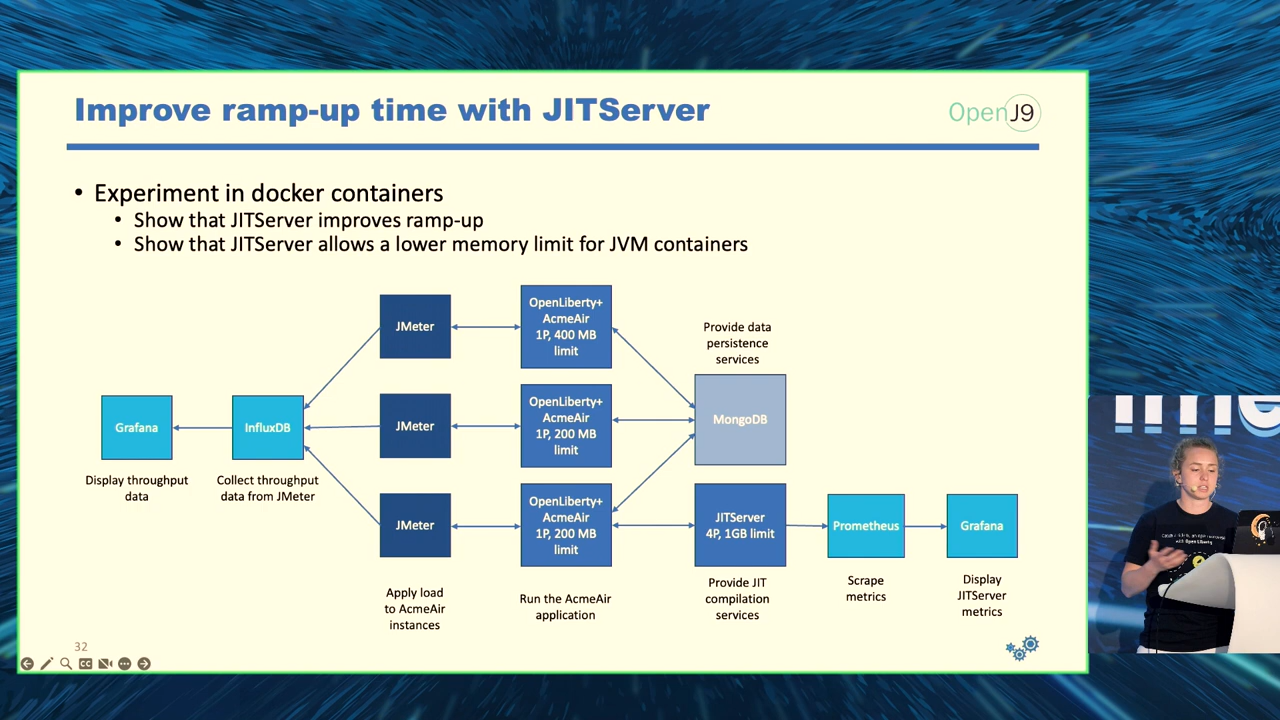 Improve ramp-up time with JITServer
OpenJ9
• Experiment in docker containers
• Show that JITServer improves ramp-up
• Show that JITServer allows a lower memory limit for JVM containers
JMeter
OpenLiberty+
AcmeAir
1P, 400 MB
limit
Provide data
persistence
services
Grafana
InfluxDB
JMeter
OpenLiberty+
AcmeAir
1P, 200 MB
limit
MongoDB
Display throughput
data
Collect throughput
data from JMeter
JMeter
OpenLiberty+
AcmeAir
1P, 200 MB
limit
JITServer
4P, 1GB limit
Prometheus
Grafana
Apply load
to AcmeAir
instances
Run the AcmeAir
application
Provide JIT
compilation
services
Scrape
metrics
Display
JITServer
metrics
32
CC